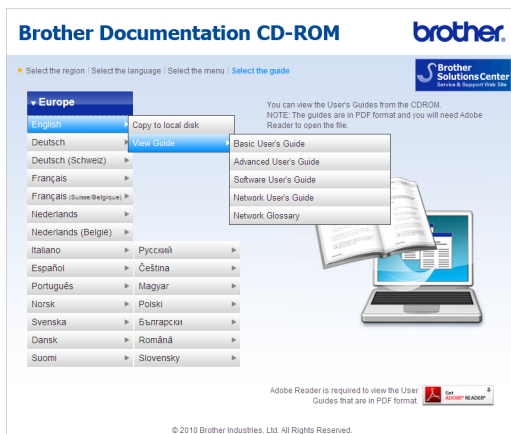 Brother Documentation CD-ROM
brother.
Select the region | Select the language | Select the menu | Select the guide
Brother
Solutions Center
Service & Support Web Site
Europe
You can view the User's Guides from the CDROM.
NOTE: The guides are in PDF format and you will need Adobe
Reader to open the file.
English
Copy to local disk
Deutsch
View Guide
Basic User's Guide
Deutsch (Schweiz)
Advanced User's Guide
Français
Software User's Guide
Français (Suisse/Belgique)
Network User's Guide
Nederlands
Network Glossary
Nederlands (België)
Italiano
Русский
Español
Čeština
Português
Magyar
Norsk
Polski
Svenska
Български
Dansk
Română
Suomi
Slovensky
Adobe Reader is required to view the User
Guides that are in PDF format.
Get
ADOBE® READER®
© 2010 Brother Industries, Ltd. All Rights Reserved.